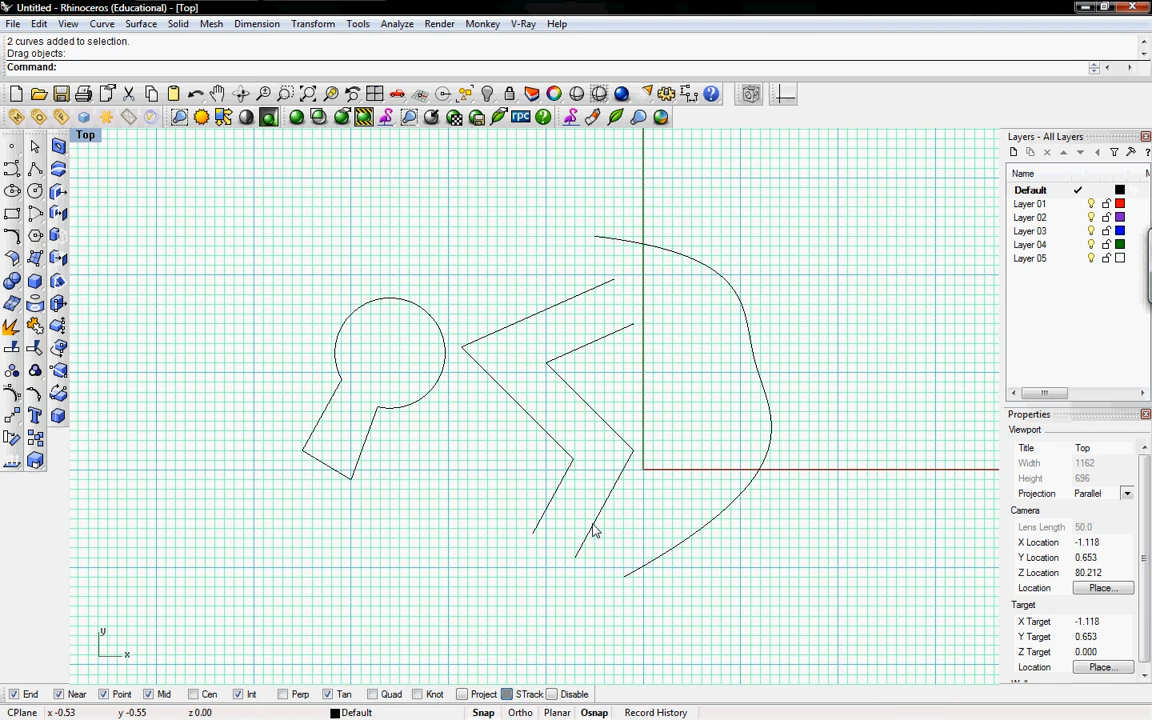 Untitled - Rhinoceros (Educational) - [Top]
File Edit View Curve Surface Solid Mesh Dimension Transform Tools Analyze Render Monkey V-Ray Help
2 curves added to selection.
Drag objects:
Command:
rpc
Top
Layers - All Layers
Name M
Default
Layer 01
Layer 02
Layer 03
Layer 04
Layer 05
Properties
Viewport
Title Top
Width 1162
Height 696
Projection Parallel
Camera
Lens Length 50.0
X Location -1.118
Y Location 0.653
Z Location 80.212
Location Place...
Target
X Target -1.118
Y Target 0.653
Z Target 0.000
Location Place...
y
x
End Near Point Mid Cen Int Perp Tan Quad Knot Project STrack Disable
CPlane x -0.53 y -0.55 z 0.00 Default Snap Ortho Planar Osnap Record History